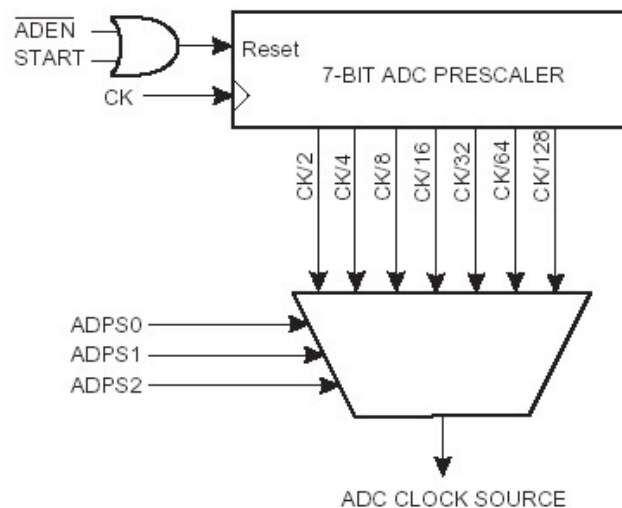 ADEN
START
Reset
7-BIT ADC PRESCALER
CK
CK/2
CK/4
CK/8
CK/16
CK/32
CK/64
CK/128
ADPS0
ADPS1
ADPS2
ADC CLOCK SOURCE